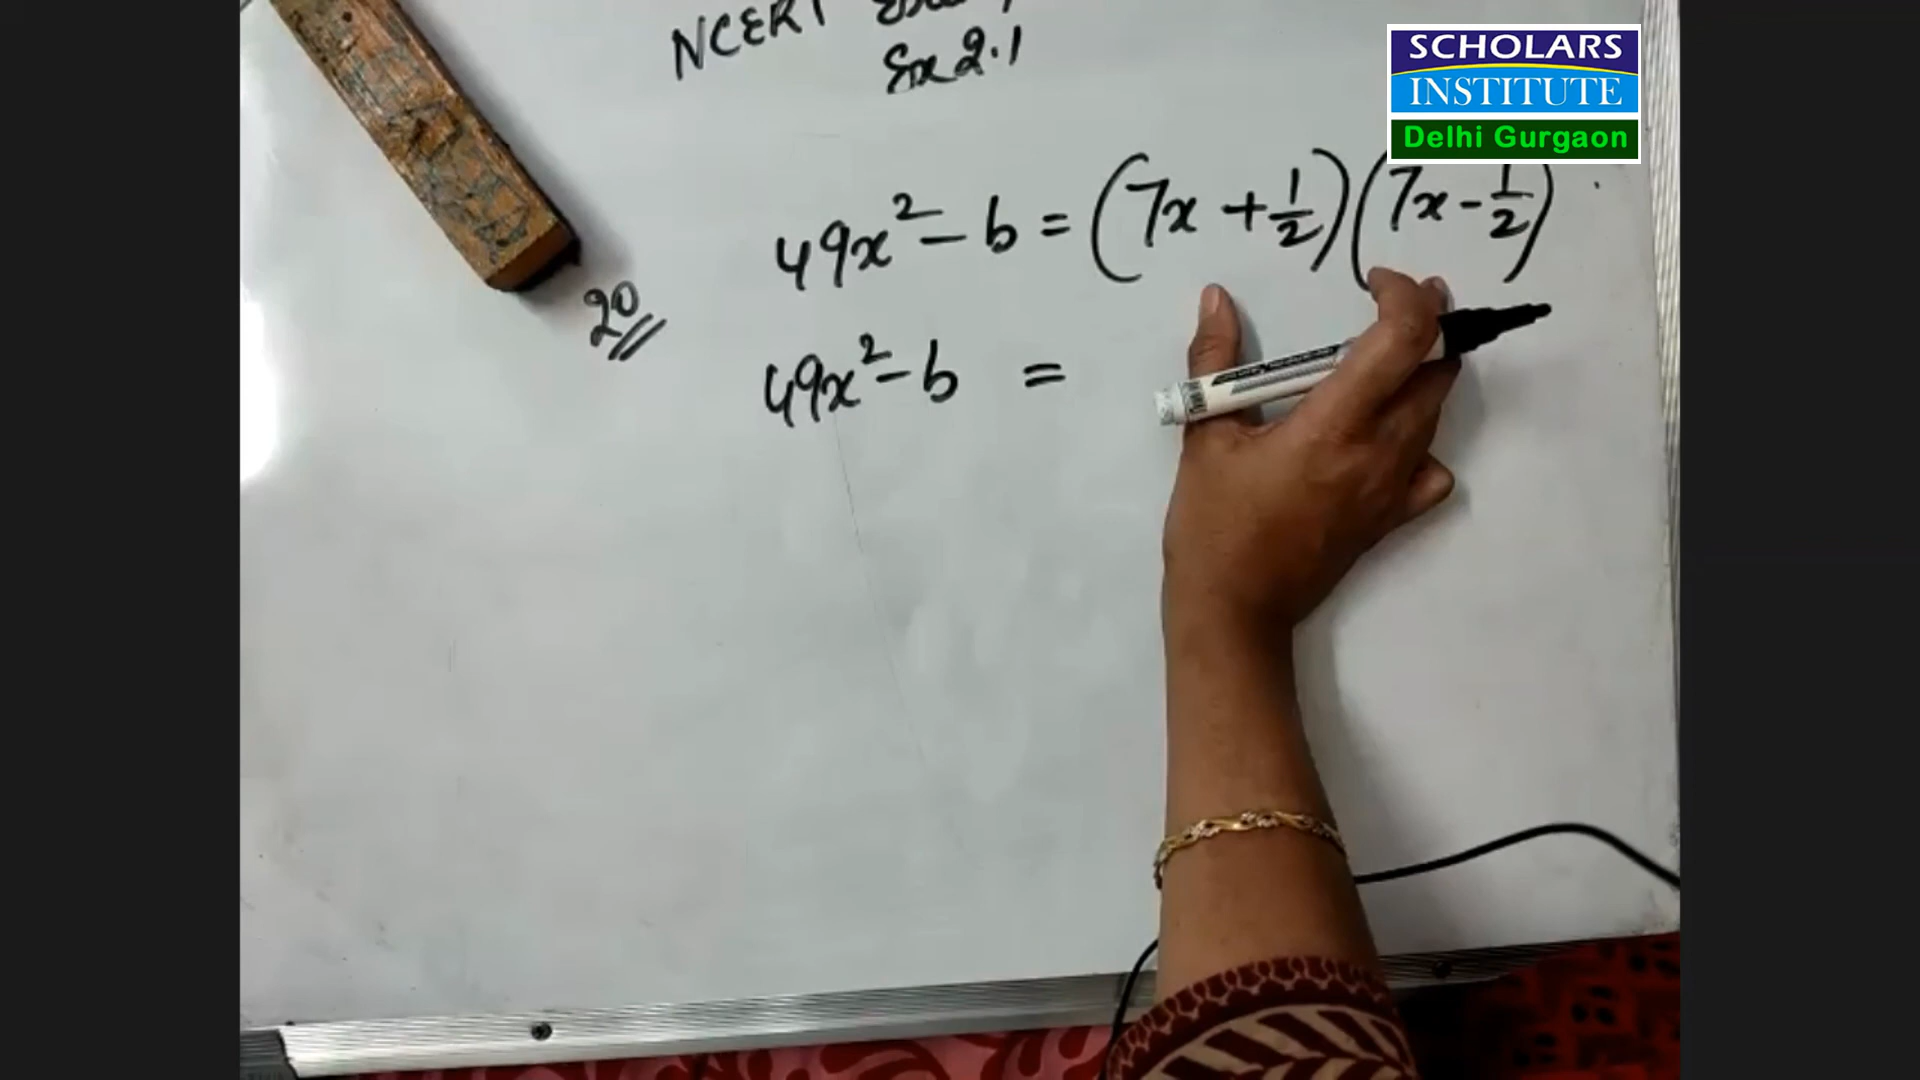 NCERT
Ex 2.1
SCHOLARS
INSTITUTE
Delhi Gurgaon
20
49x² - b = (7x + 1/2)(7x - 1/2)
49x² - b =